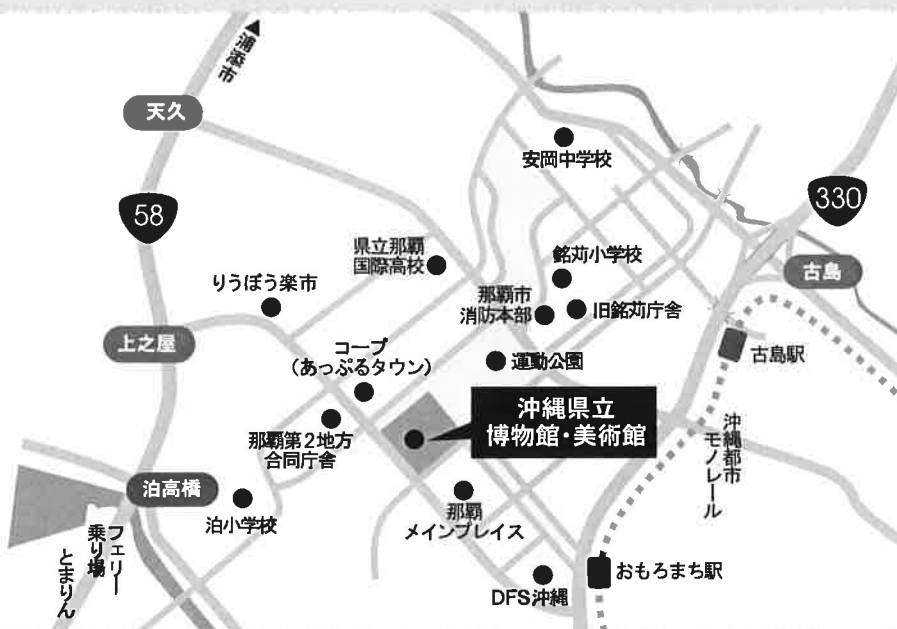 浦添市
天久
58
安岡中学校
330
県立那覇
国際高校
銘苅小学校
古島
りうぼう楽市
那覇市
消防本部
旧銘苅庁舎
上之屋
コープ
（あっぷるタウン）
運動公園
古島駅
沖縄県立
博物館・美術館
那覇第2地方
合同庁舎
沖縄都市
モノレール
泊高橋
泊小学校
那覇
メインプレイス
フェリー
乗り場
とまりん
おもろまち駅
DFS沖縄